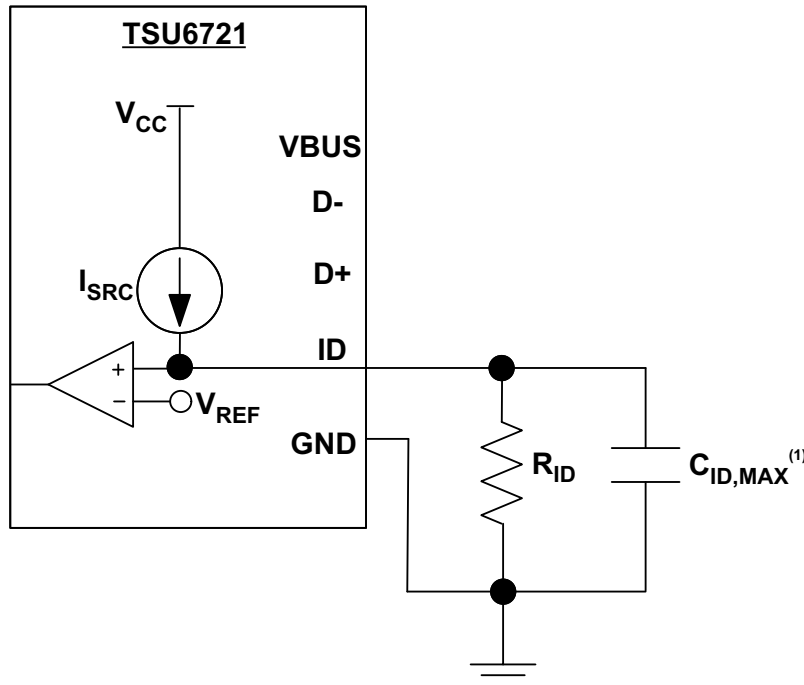 TSU6721
VCC
VBUS
D-
D+
ISRC
ID
+
−
VREF
GND
RID
CID,MAX(1)